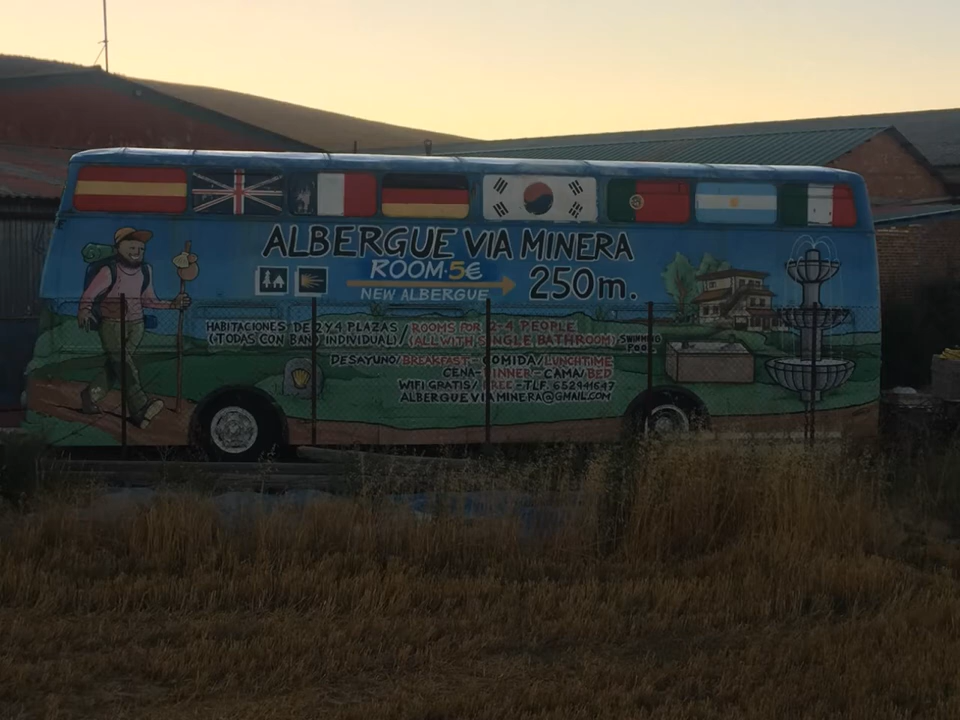 ALBERGUE VIA MINERA
ROOM·5€
250m.
NEW ALBERGUE
HABITACIONES DE 2 Y 4 PLAZAS / ROOMS FOR 2-4 PEOPLE
(TODAS CON BAÑO INDIVIDUAL) / (ALL WITH SINGLE BATHROOM)
SWIMMING
POOL
DESAYUNO/BREAKFAST-COMIDA/LUNCHTIME
CENA-DINNER-CAMA/BED
WIFI GRATIS/FREE-TLF. 652941647
ALBERGUEVIAMINERA@GMAIL.COM